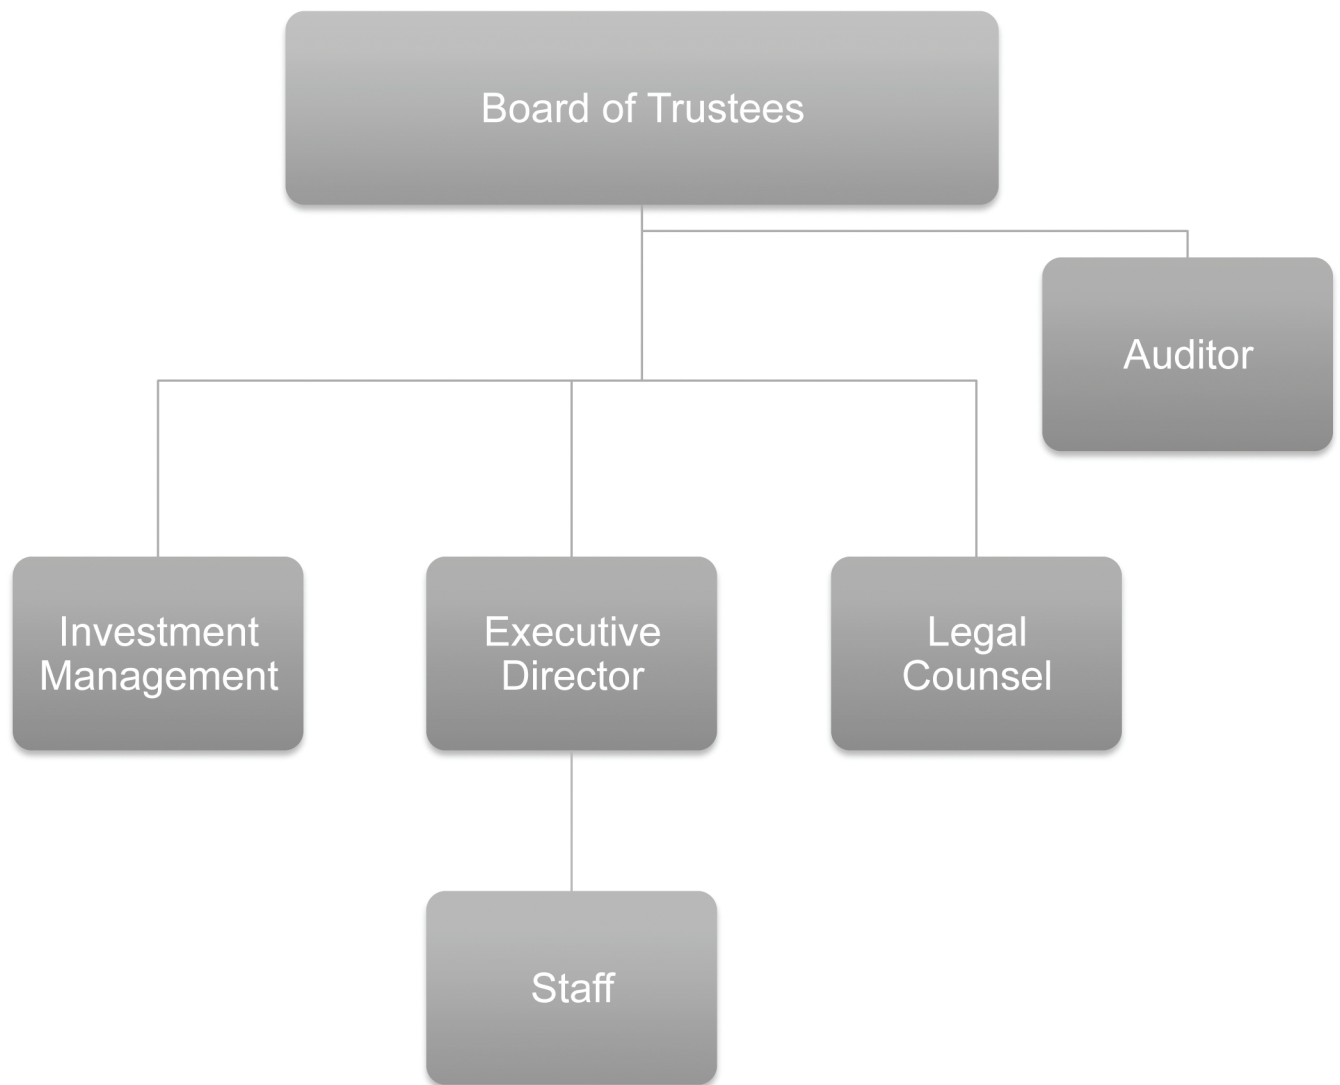 Board of Trustees
Auditor
Investment
Management
Executive
Director
Legal
Counsel
Staff